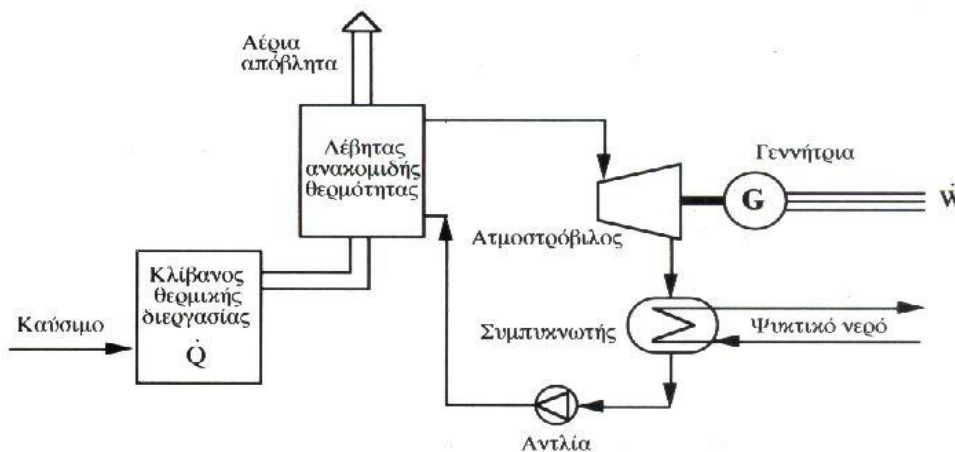 Αέρια
απόβλητα
Λέβητας
ανακομιδής
θερμότητας
Γεννήτρια
G
Ẇ
Ατμοστρόβιλος
Κλίβανος
θερμικής
διεργασίας
Q̇
Καύσιμο
Συμπυκνωτής
Ψυκτικό νερό
Αντλία